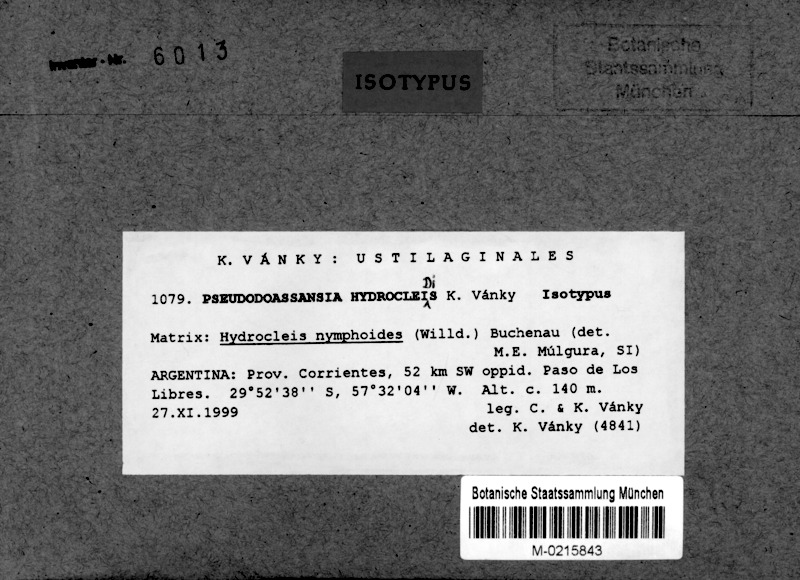 Inventar-Nr. 6013
ISOTYPUS
Botanische
Staatssammlung
München
K. VÁNKY: USTILAGINALES
1079. PSEUDODOASSANSIA HYDROCLEIDIS K. Vánky Isotypus
Matrix: Hydrocleis nymphoides (Willd.) Buchenau (det.
M.E. Múlgura, SI)
ARGENTINA: Prov. Corrientes, 52 km SW oppid. Paso de Los
Libres. 29°52'38'' S, 57°32'04'' W. Alt. c. 140 m.
27.XI.1999 leg. C. & K. Vánky
det. K. Vánky (4841)
Botanische Staatssammlung München
M-0215843